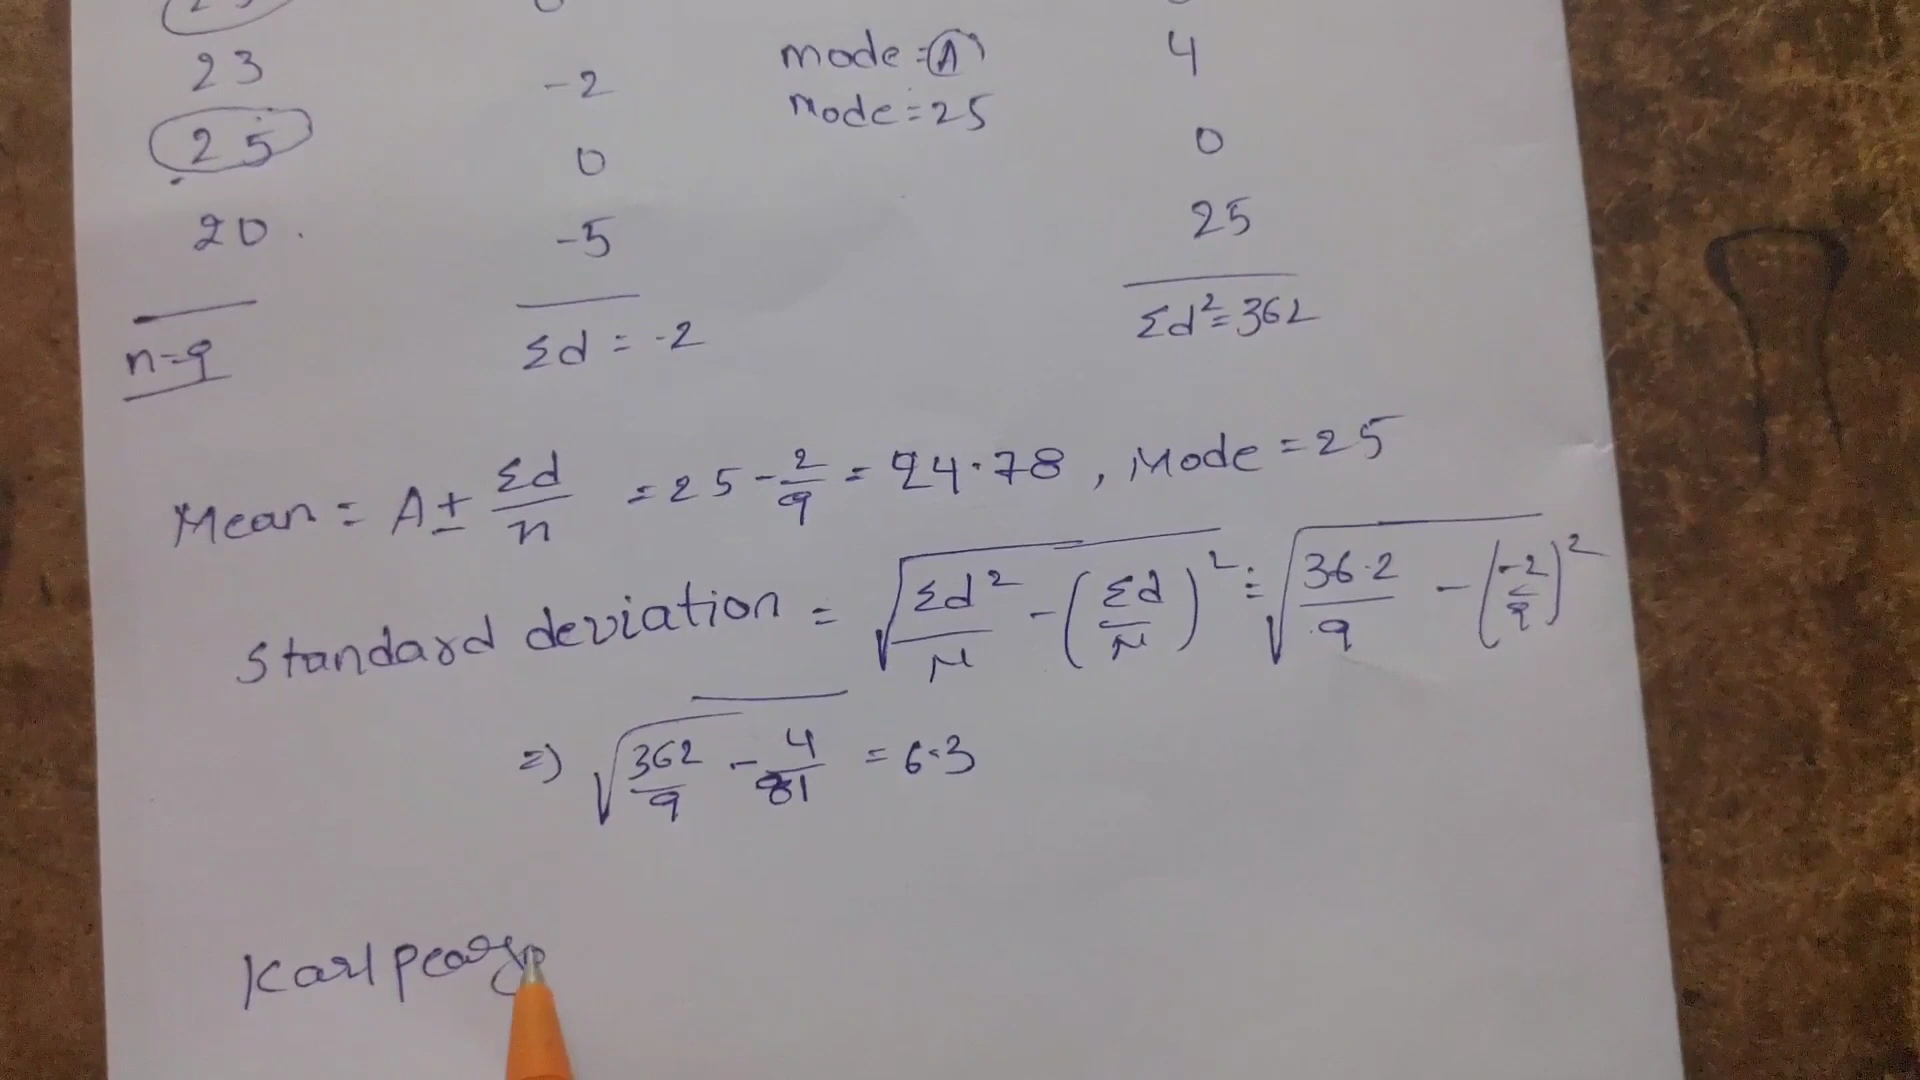 23 -2 mode = A 4
25 0 Mode = 25 0
20. -5 25
n=9 Σd = -2 Σd² = 362
Mean = A ± Σd/n = 25 - 2/9 = 24.78, Mode = 25
Standard deviation = √(Σd²/N - (Σd/N)²) = √(362/9 - (-2/9)²)
=) √(362/9 - 4/81) = 6.3
Karl pears